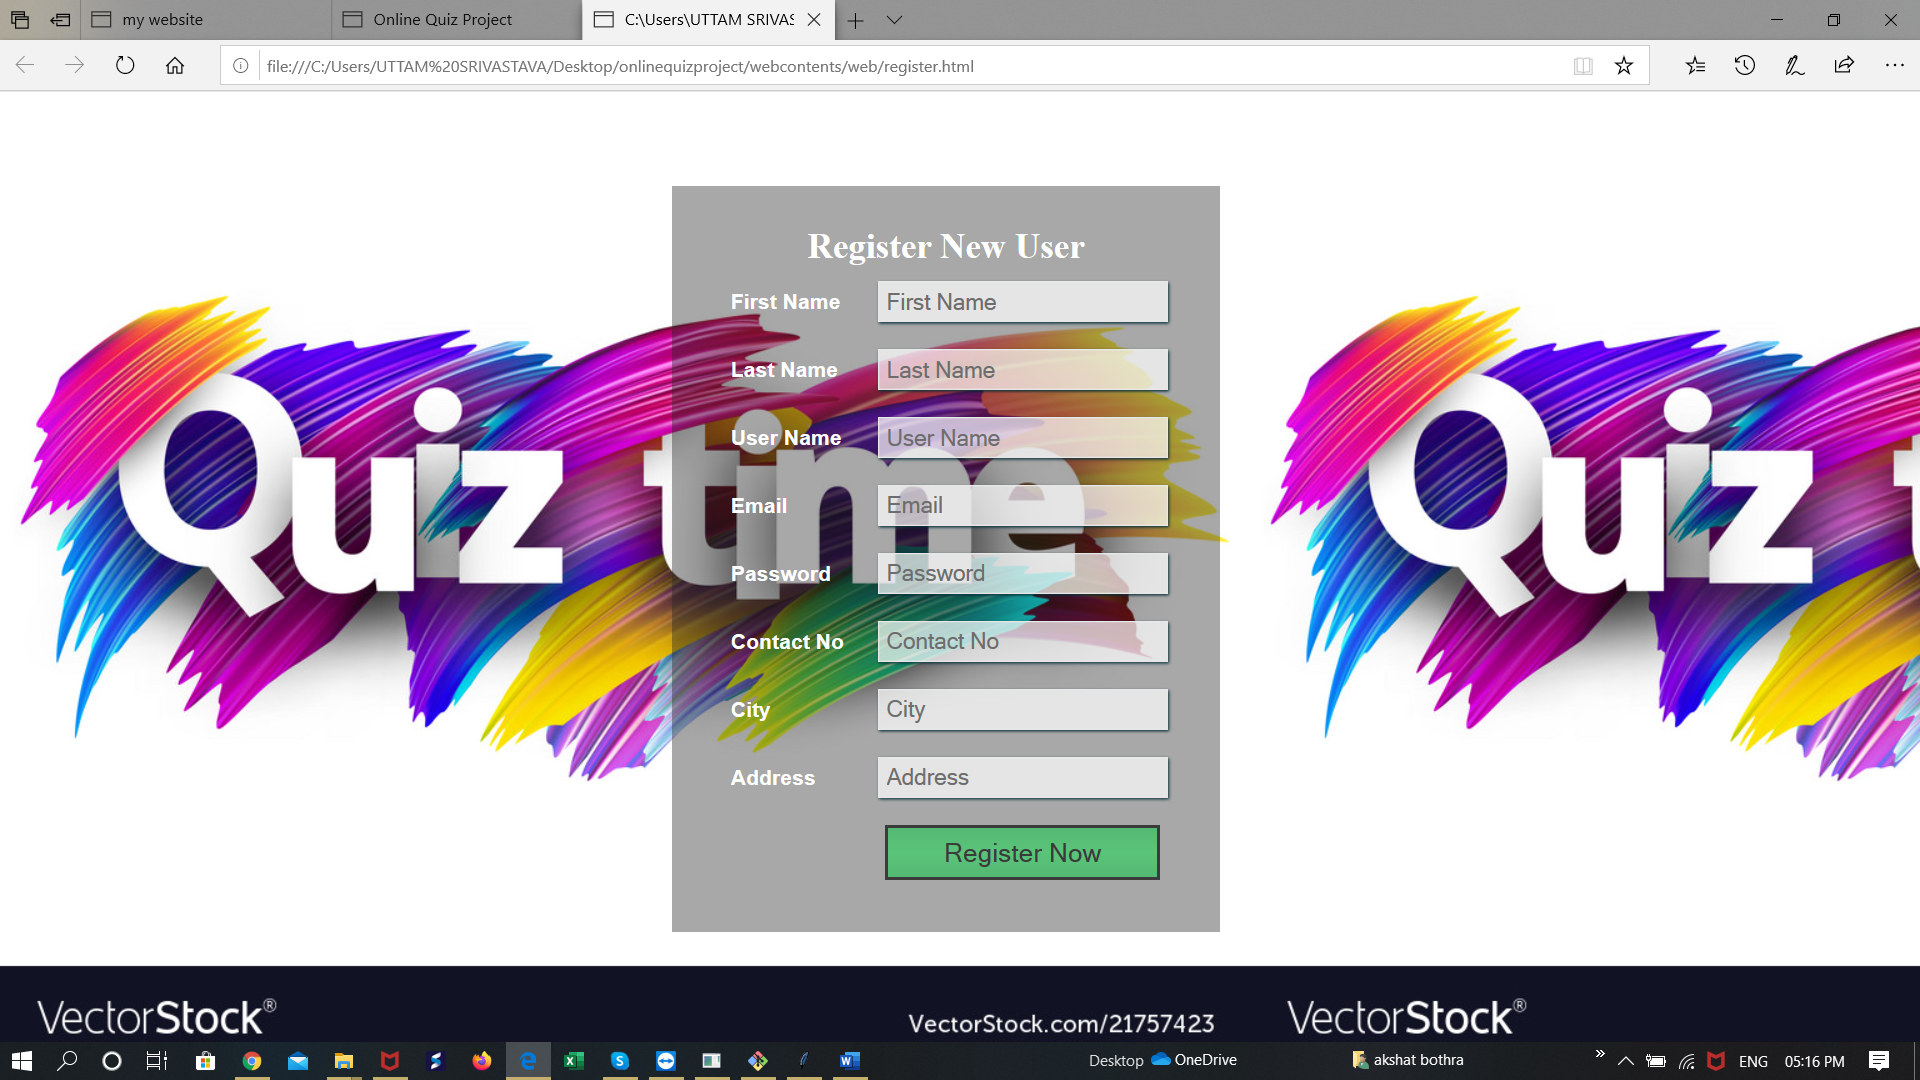 my website
Online Quiz Project
C:\Users\UTTAM SRIVAS
file:///C:/Users/UTTAM%20SRIVASTAVA/Desktop/onlinequizproject/webcontents/web/register.html
Register New User
First Name First Name
Last Name Last Name
User Name User Name
Email Email
Password Password
Contact No Contact No
City City
Address Address
Register Now
Quiz time
Quiz t
VectorStock®
VectorStock.com/21757423
VectorStock®
Desktop OneDrive akshat bothra ENG 05:16 PM